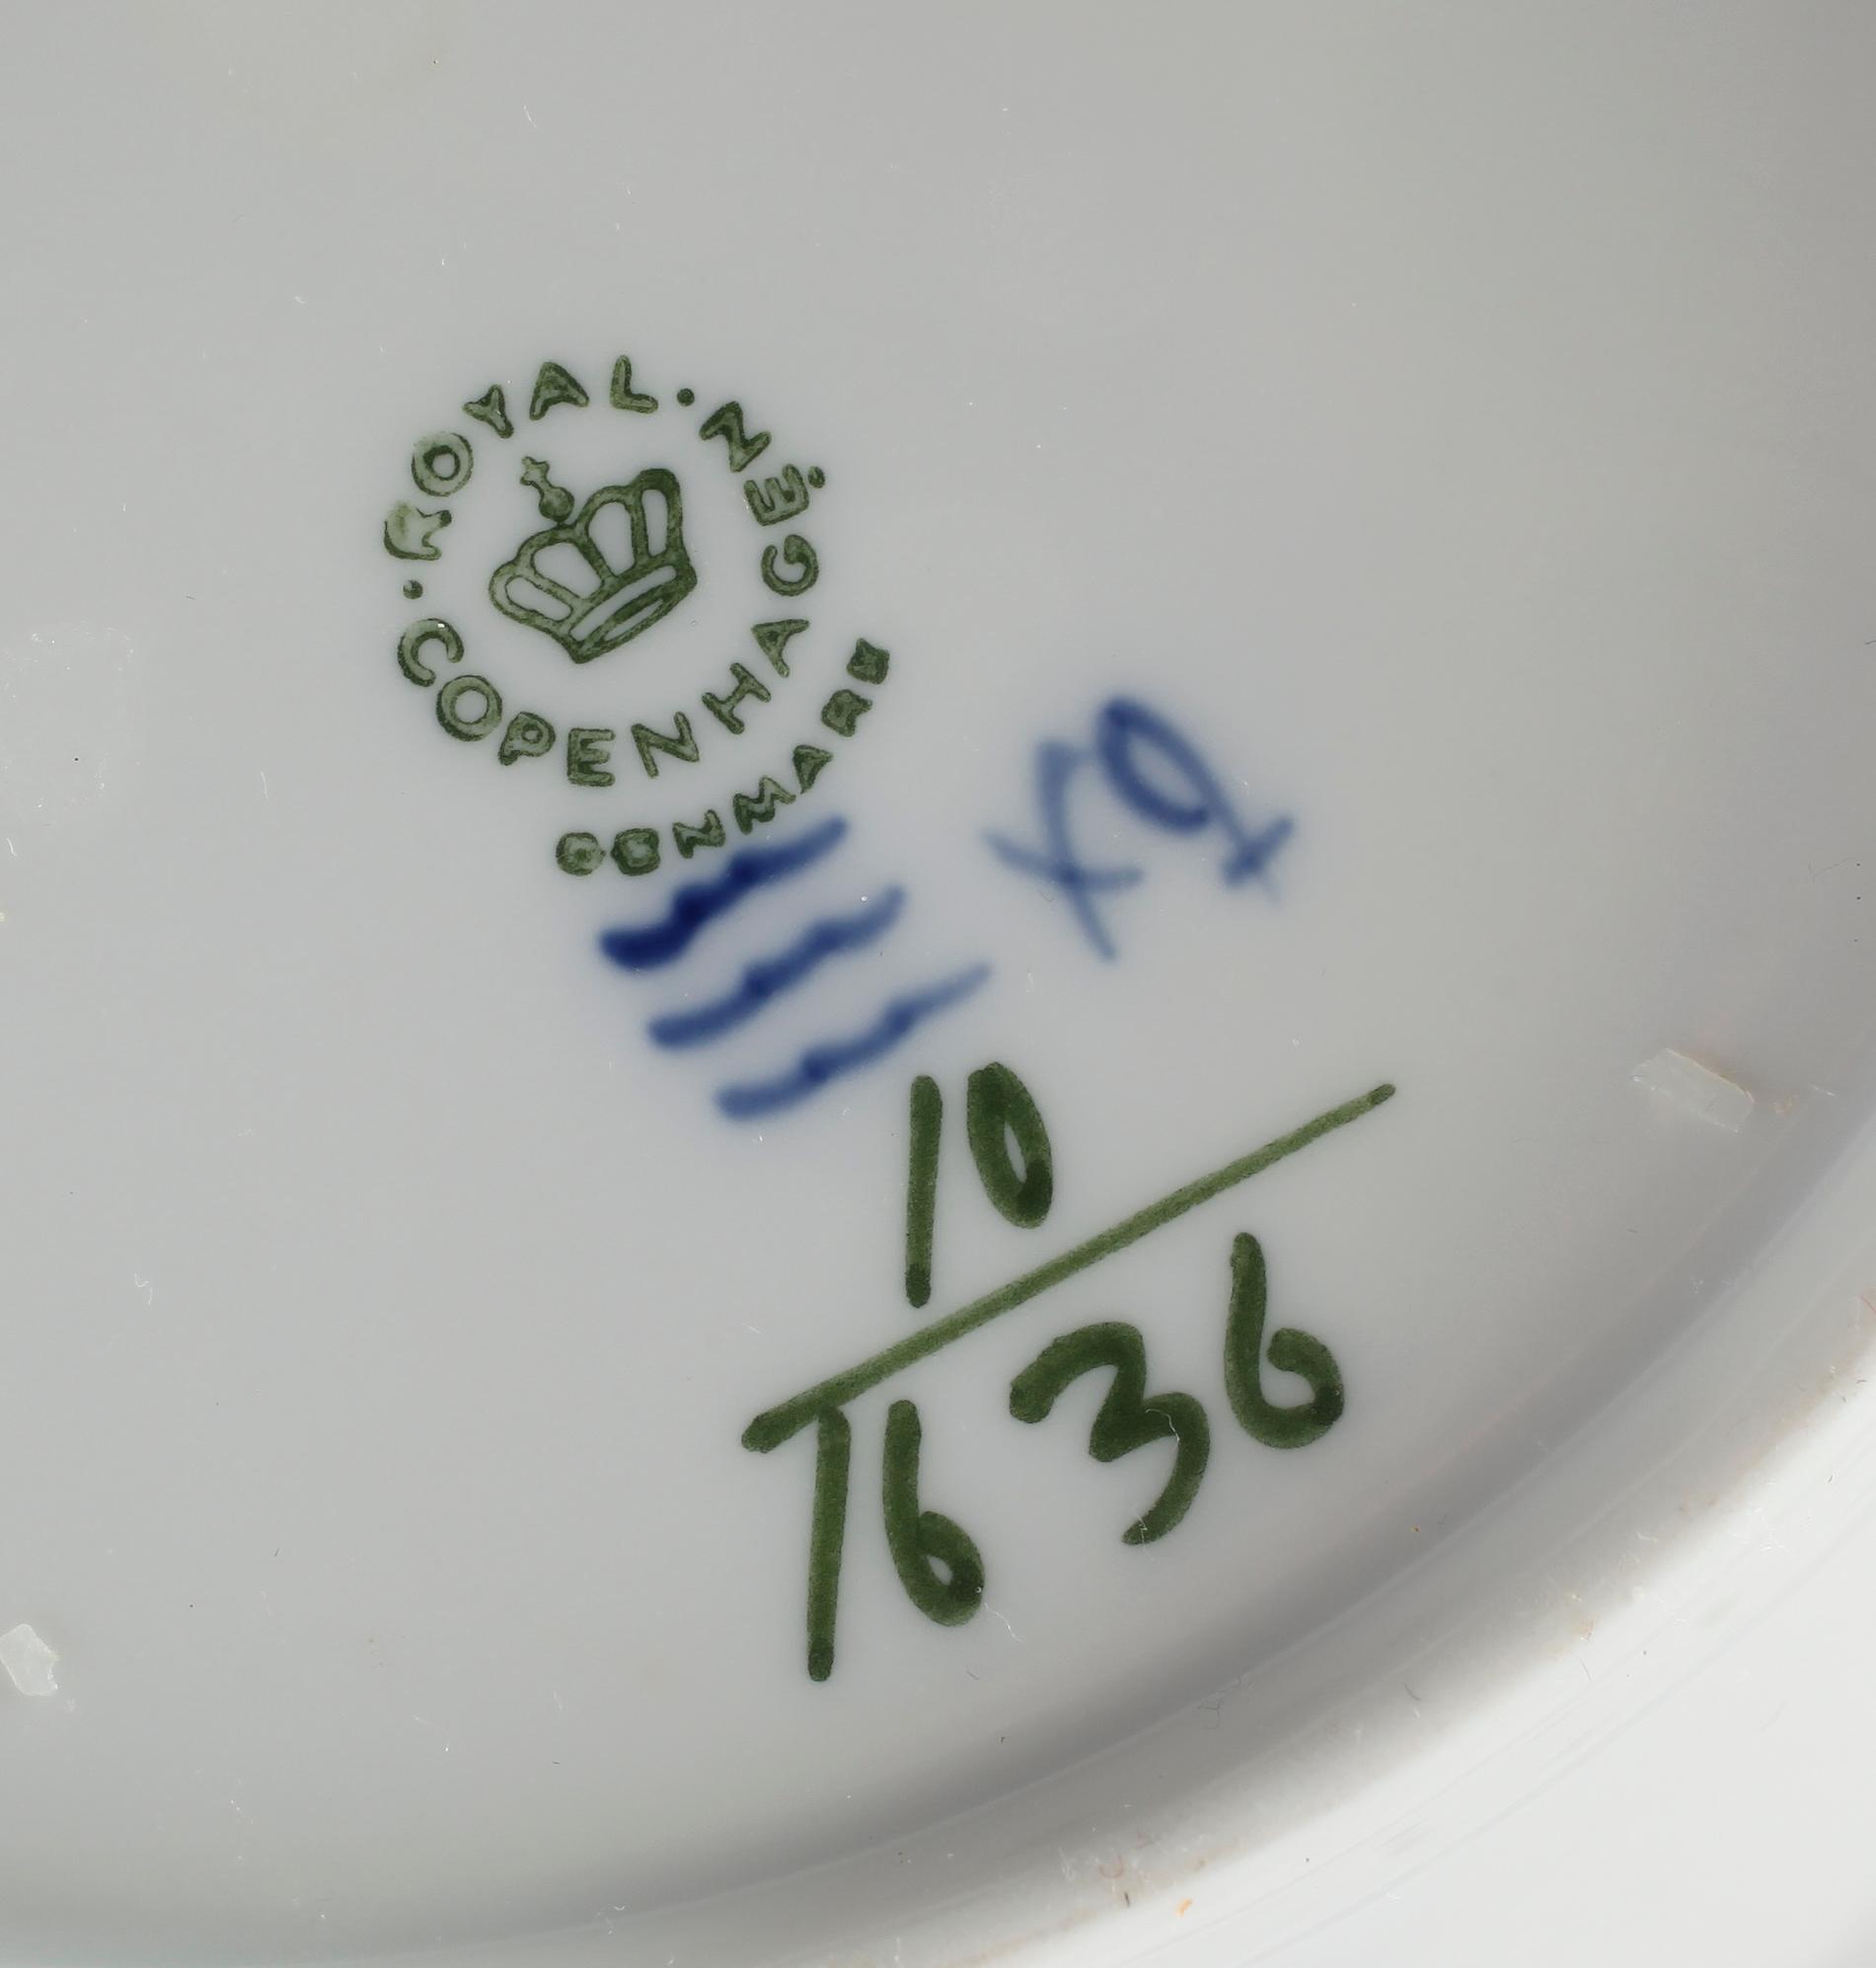 ROYAL
COPENHAGEN
DENMARK
10
1636